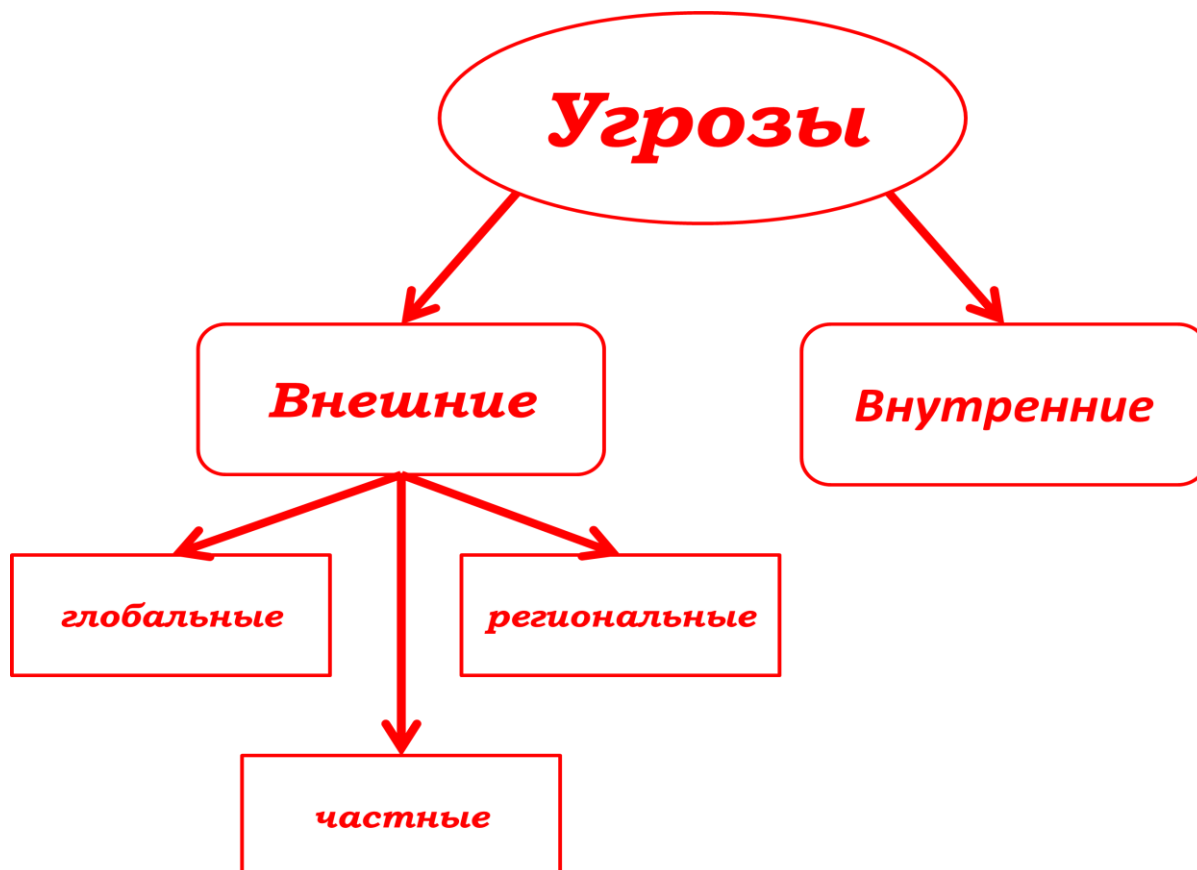 Угрозы
Внешние
Внутренние
глобальные
региональные
частные